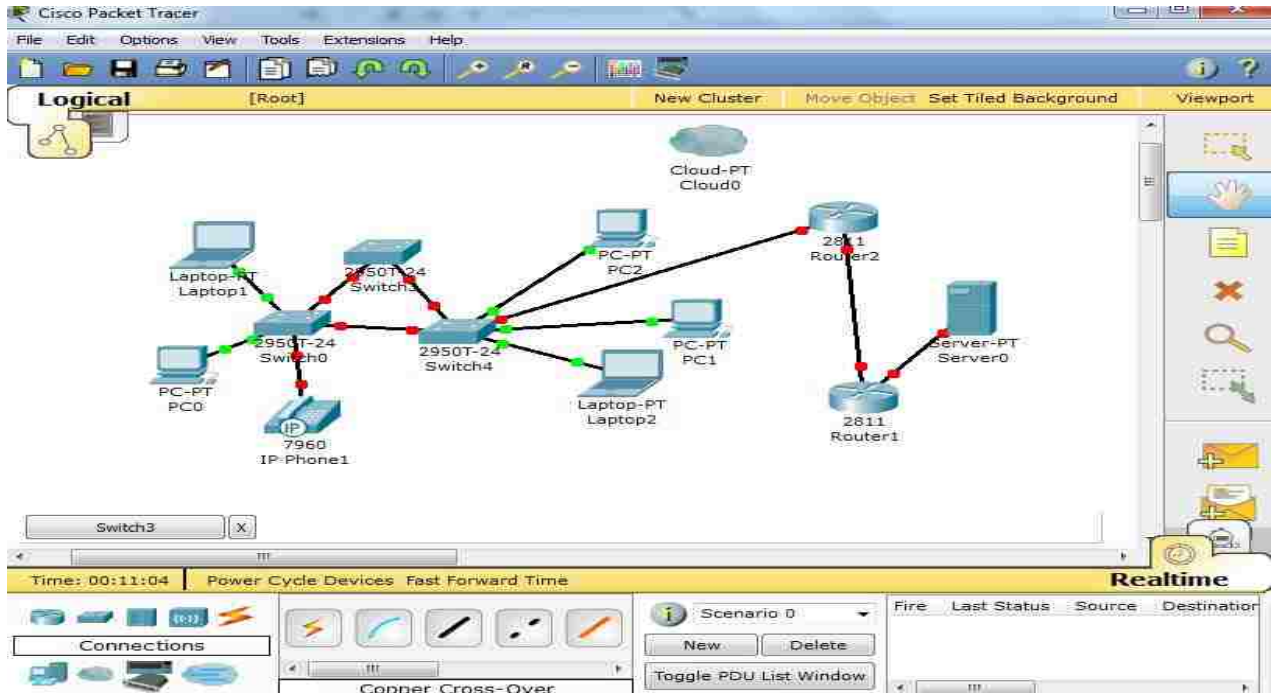 Cisco Packet Tracer
File Edit Options View Tools Extensions Help
Logical [Root] New Cluster Move Object Set Tiled Background Viewport
Cloud-PT
Cloud0
2811
Router2
Laptop-PT
Laptop1
2950T-24
Switch3
PC-PT
PC2
2950T-24
Switch0
2950T-24
Switch4
PC-PT
PC1
Server-PT
Server0
PC-PT
PC0
Laptop-PT
Laptop2
2811
Router1
IP
7960
IP Phone1
Switch3 X
Time: 00:11:04 Power Cycle Devices Fast Forward Time Realtime
Connections
Copper Cross-Over
Scenario 0
New Delete
Toggle PDU List Window
Fire Last Status Source Destination